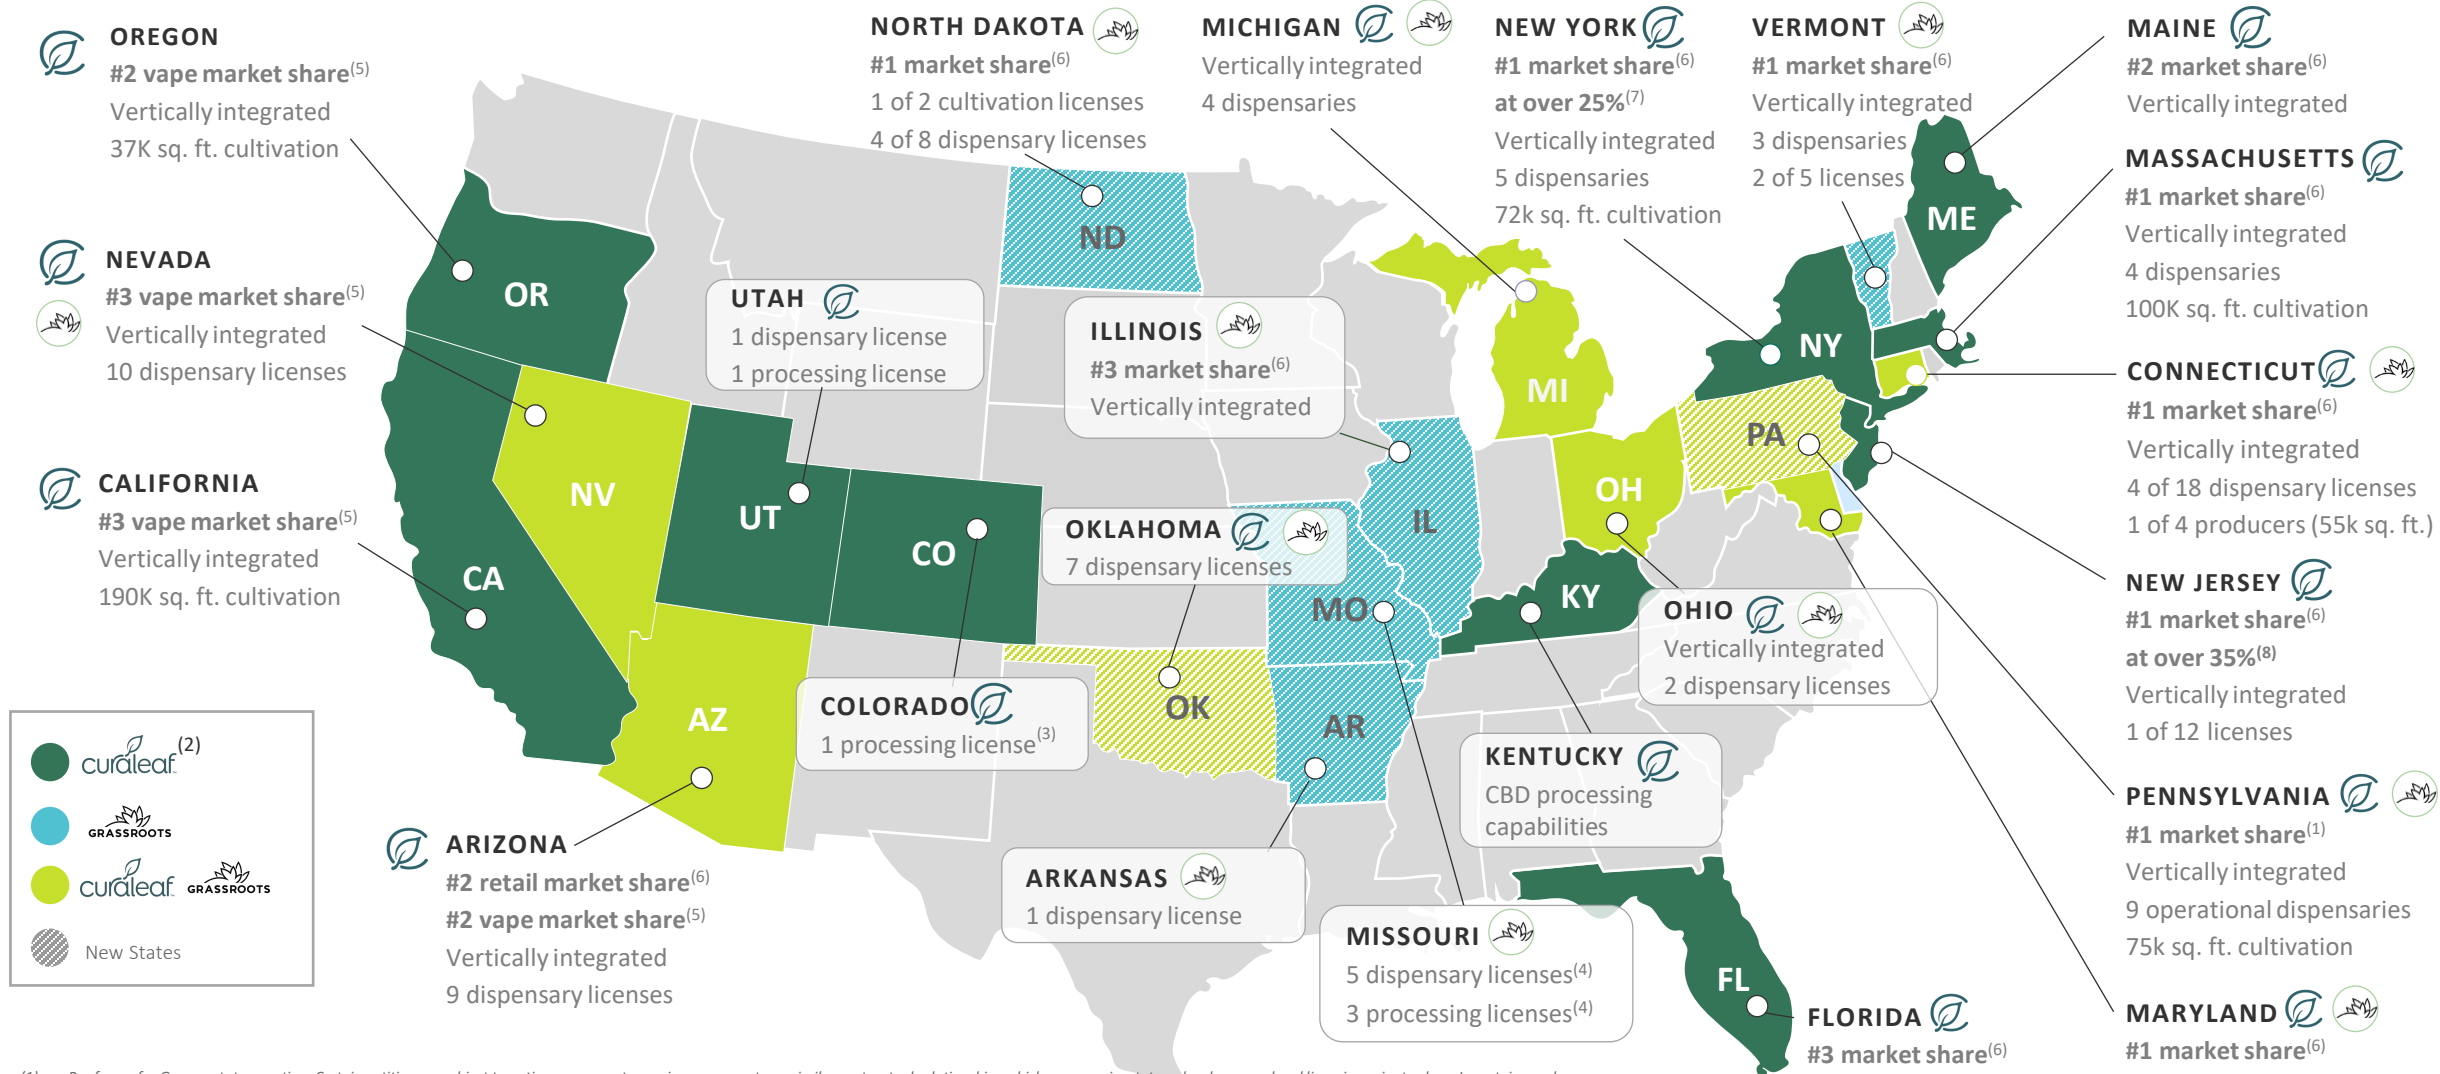 OREGON
#2 vape market share(5)
Vertically integrated
37K sq. ft. cultivation
NEVADA
#3 vape market share(5)
Vertically integrated
10 dispensary licenses
CALIFORNIA
#3 vape market share(5)
Vertically integrated
190K sq. ft. cultivation
NORTH DAKOTA
#1 market share(6)
1 of 2 cultivation licenses
4 of 8 dispensary licenses
MICHIGAN
Vertically integrated
4 dispensaries
NEW YORK
#1 market share(6)
at over 25%(7)
Vertically integrated
5 dispensaries
72k sq. ft. cultivation
VERMONT
#1 market share(6)
Vertically integrated
3 dispensaries
2 of 5 licenses
MAINE
#2 market share(6)
Vertically integrated
MASSACHUSETTS
#1 market share(6)
Vertically integrated
4 dispensaries
100K sq. ft. cultivation
CONNECTICUT
#1 market share(6)
Vertically integrated
4 of 18 dispensary licenses
1 of 4 producers (55k sq. ft.)
NEW JERSEY
#1 market share(6)
at over 35%(8)
Vertically integrated
1 of 12 licenses
PENNSYLVANIA
#1 market share(1)
Vertically integrated
9 operational dispensaries
75k sq. ft. cultivation
MARYLAND
#1 market share(6)
FLORIDA
#3 market share(6)
UTAH
1 dispensary license
1 processing license
ILLINOIS
#3 market share(6)
Vertically integrated
OKLAHOMA
7 dispensary licenses
COLORADO
1 processing license(3)
OHIO
Vertically integrated
2 dispensary licenses
KENTUCKY
CBD processing
capabilities
ARKANSAS
1 dispensary license
MISSOURI
5 dispensary licenses(4)
3 processing licenses(4)
ARIZONA
#2 retail market share(6)
#2 vape market share(5)
Vertically integrated
9 dispensary licenses
OR
ND
ME
NY
MI
PA
NV
UT
CO
CA
IL
OH
MO
KY
AZ
OK
AR
FL
curaleaf(2)
GRASSROOTS
curaleaf GRASSROOTS
New States